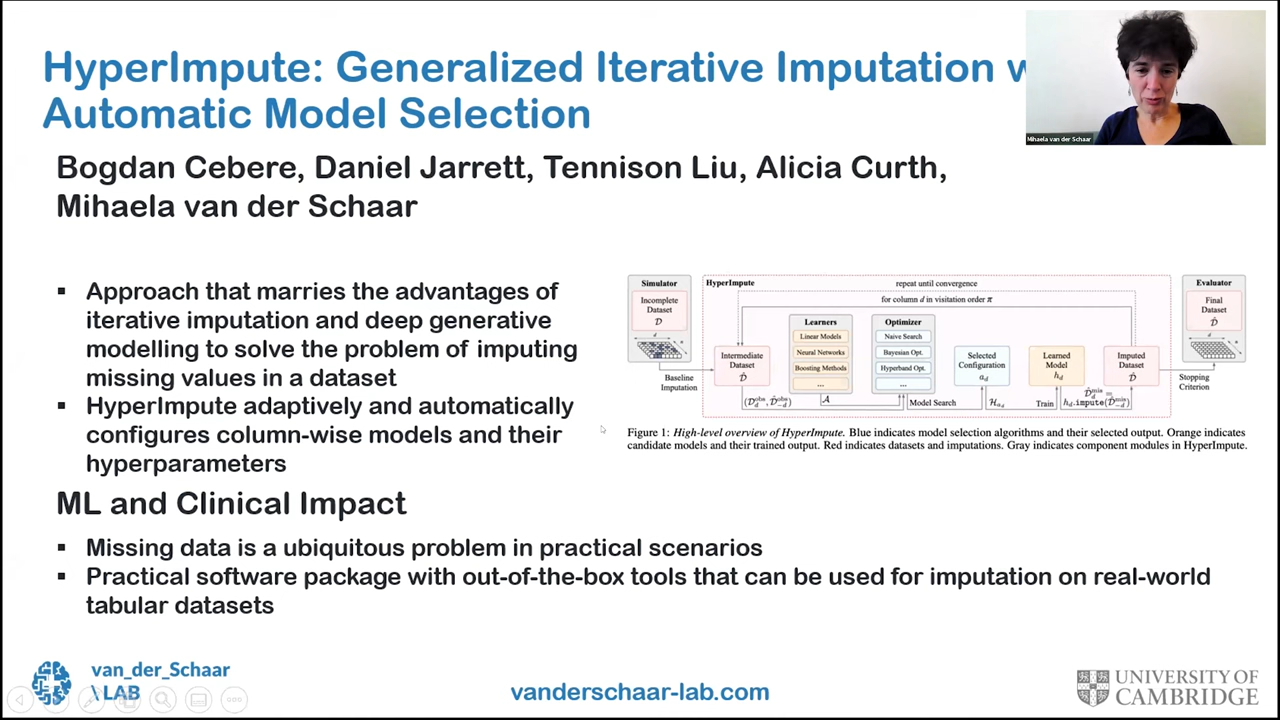 HyperImpute: Generalized Iterative Imputation w
Automatic Model Selection
Mihaela van der Schaar
Bogdan Cebere, Daniel Jarrett, Tennison Liu, Alicia Curth,
Mihaela van der Schaar
▪ Approach that marries the advantages of
iterative imputation and deep generative
modelling to solve the problem of imputing
missing values in a dataset
▪ HyperImpute adaptively and automatically
configures column-wise models and their
hyperparameters
Simulator
Incomplete
Dataset
D
HyperImpute
repeat until convergence
for column d in visitation order π
Learners
Linear Models
Neural Networks
Boosting Methods
...
Optimizer
Naive Search
Bayesian Opt.
Hyperband Opt.
...
Intermediate
Dataset
D̂
Selected
Configuration
a_d
Learned
Model
h_d
Imputed
Dataset
D̂
Evaluator
Final
Dataset
D̂
Baseline
Imputation
A
Model Search
Train
Stopping
Criterion
Figure 1: High-level overview of HyperImpute. Blue indicates model selection algorithms and their selected output. Orange indicates
candidate models and their trained output. Red indicates datasets and imputations. Gray indicates component modules in HyperImpute.
ML and Clinical Impact
▪ Missing data is a ubiquitous problem in practical scenarios
▪ Practical software package with out-of-the-box tools that can be used for imputation on real-world
tabular datasets
van_der_Schaar
\ LAB
vanderschaar-lab.com
UNIVERSITY OF
CAMBRIDGE